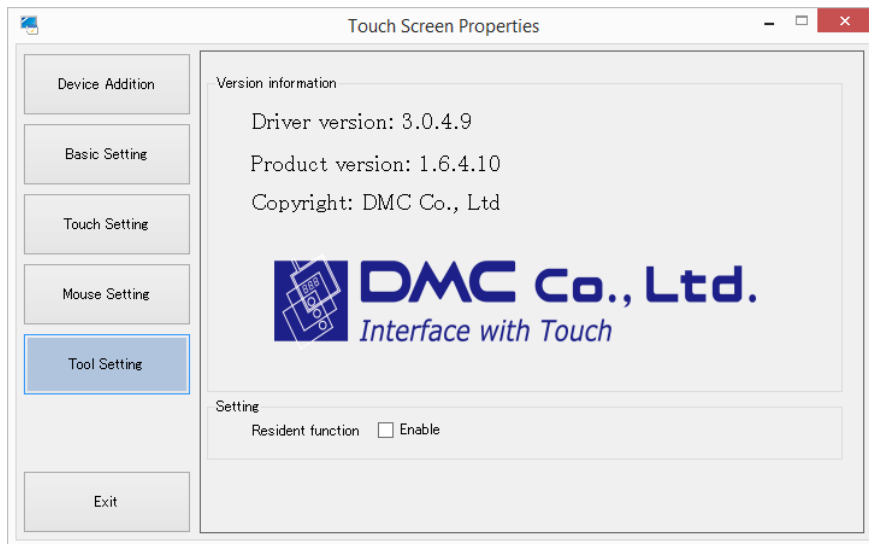 Touch Screen Properties
Device Addition
Basic Setting
Touch Setting
Mouse Setting
Tool Setting
Exit
Version information
Driver version: 3.0.4.9
Product version: 1.6.4.10
Copyright: DMC Co., Ltd
DMC Co., Ltd.
Interface with Touch
Setting
Resident function Enable